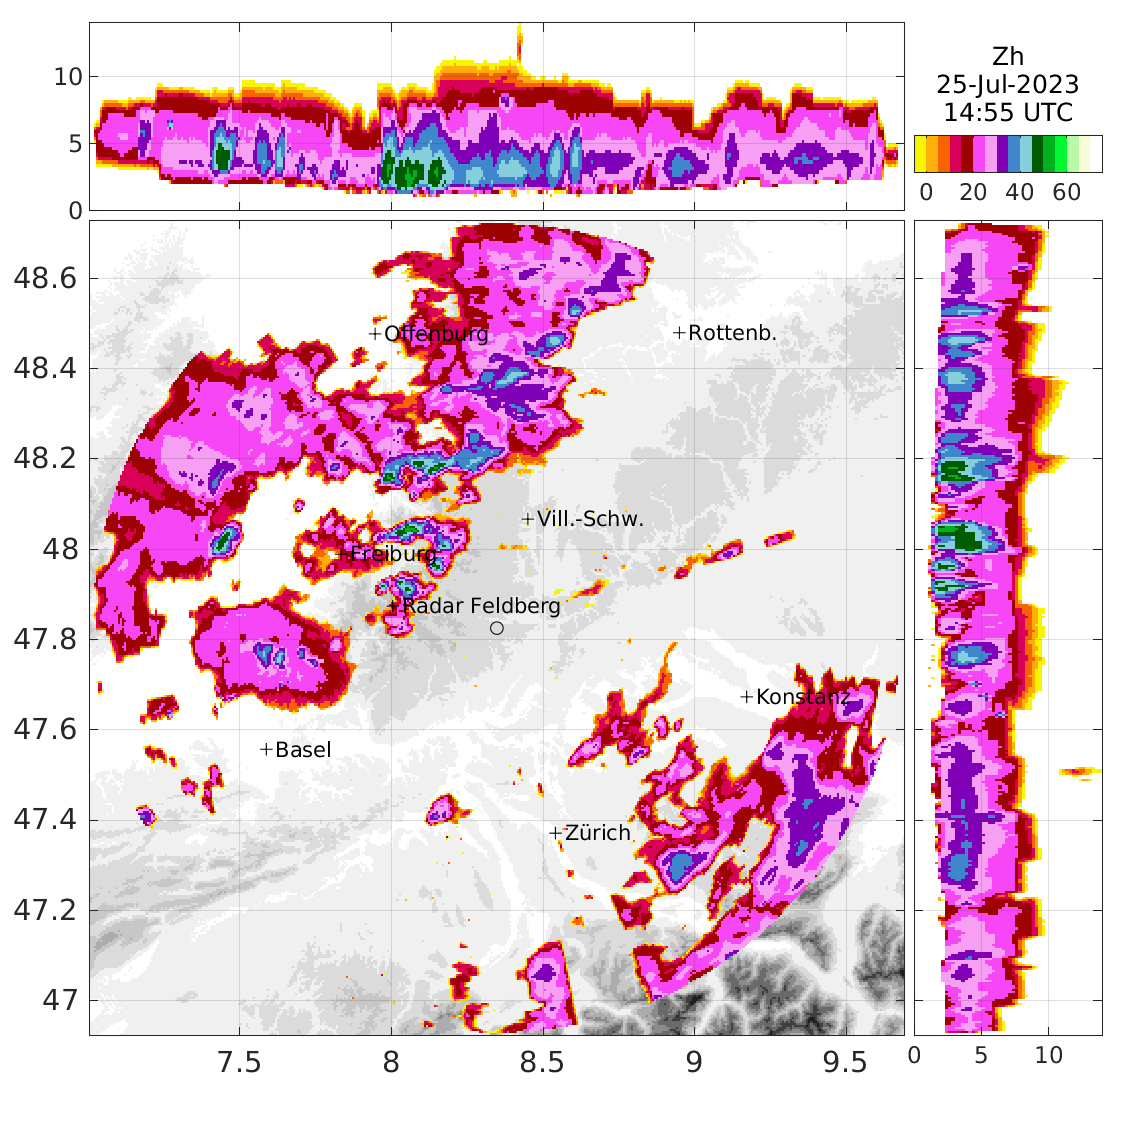 10
5
0
Zh
25-Jul-2023
14:55 UTC
0 20 40 60
48.6
48.4
48.2
48
47.8
47.6
47.4
47.2
47
Offenburg
Rottenb.
Vill.-Schw.
Freiburg
Radar Feldberg
Konstanz
Basel
Zürich
7.5 8 8.5 9 9.5
0 5 10